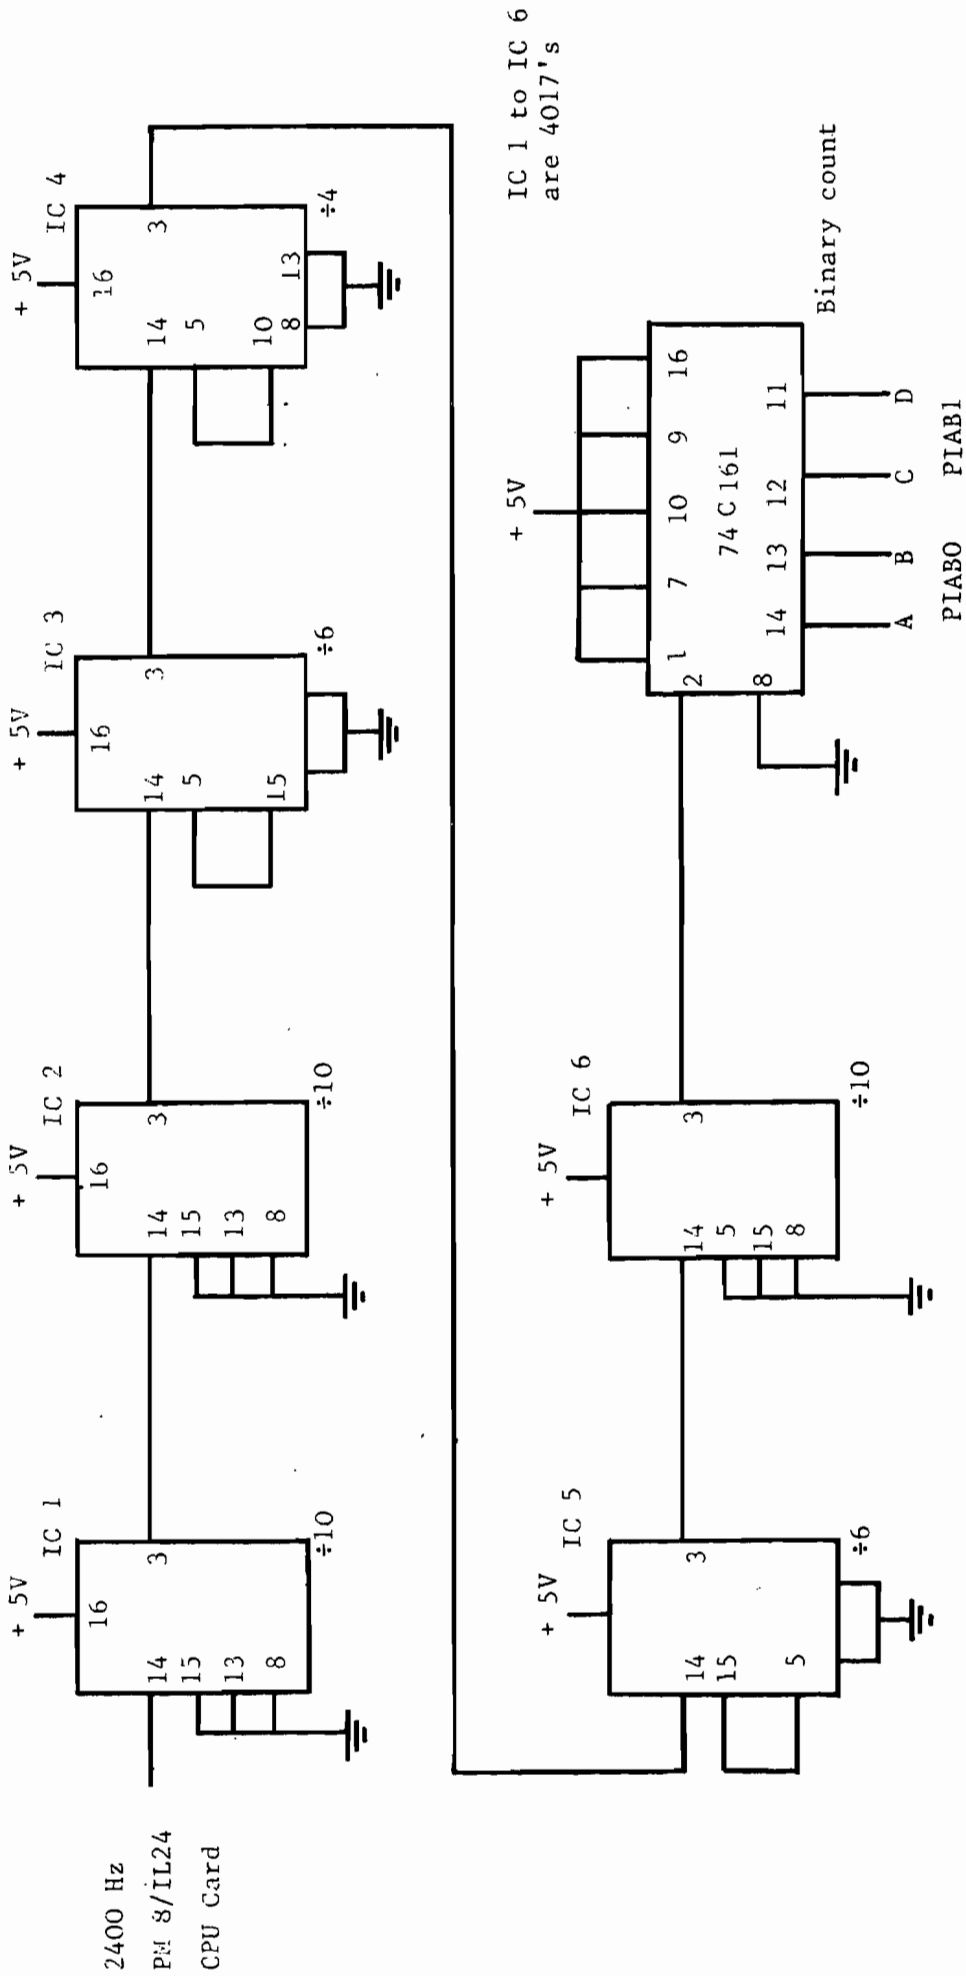 2400 Hz
PM 8/IL24
CPU Card
+ 5V
IC 1
16
3
14
15
13
8
÷10
+ 5V
IC 2
16
3
14
15
13
8
÷10
+ 5V
IC 3
16
3
14
5
15
÷6
+ 5V
IC 4
16
3
14
5
10
8
13
÷4
IC 1 to IC 6
are 4017's
+ 5V
IC 5
3
14
15
5
÷6
+ 5V
IC 6
3
14
5
15
8
÷10
+ 5V
1
7
10
9
16
2
74 C 161
8
14
13
12
11
Binary count
A
B
C
D
PIAB0
PIAB1